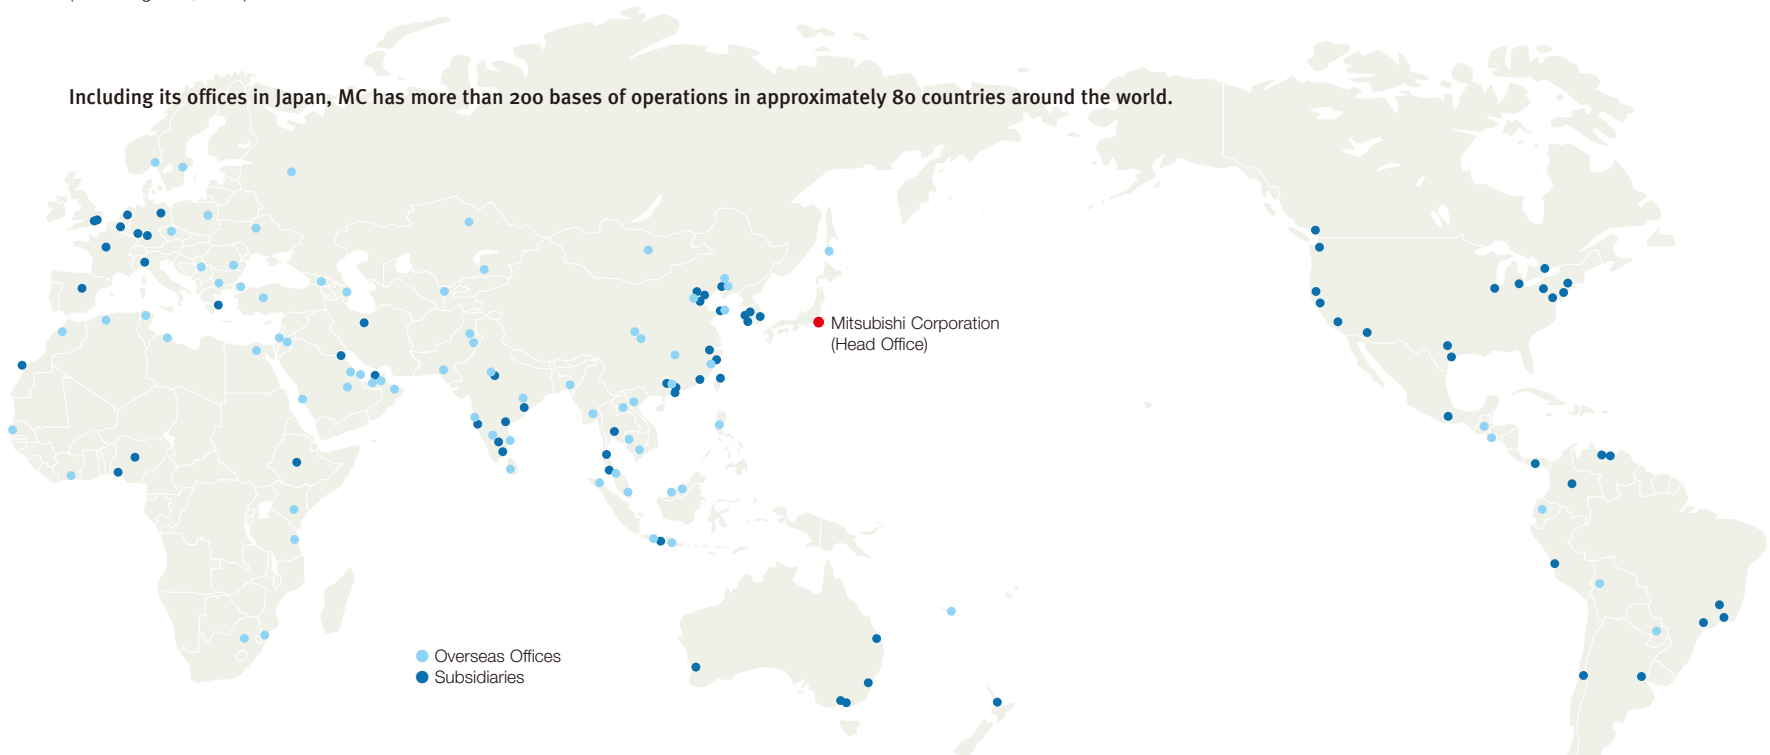 Including its offices in Japan, MC has more than 200 bases of operations in approximately 80 countries around the world.
Mitsubishi Corporation
(Head Office)
Overseas Offices
Subsidiaries